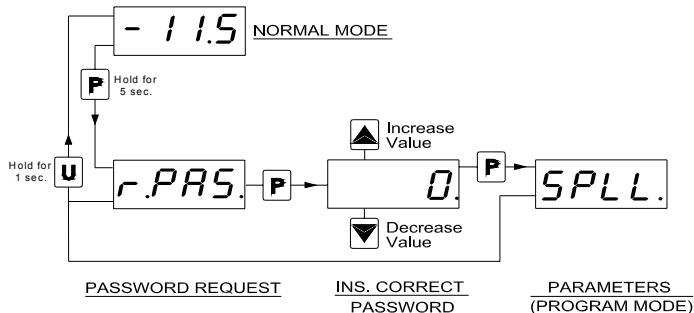 - 11.5
NORMAL MODE
P
Hold for
5 sec.
Hold for
1 sec.
U
Increase
Value
r.PAS.
P
0.
P
SPLL.
Decrease
Value
PASSWORD REQUEST
INS. CORRECT
PASSWORD
PARAMETERS
(PROGRAM MODE)